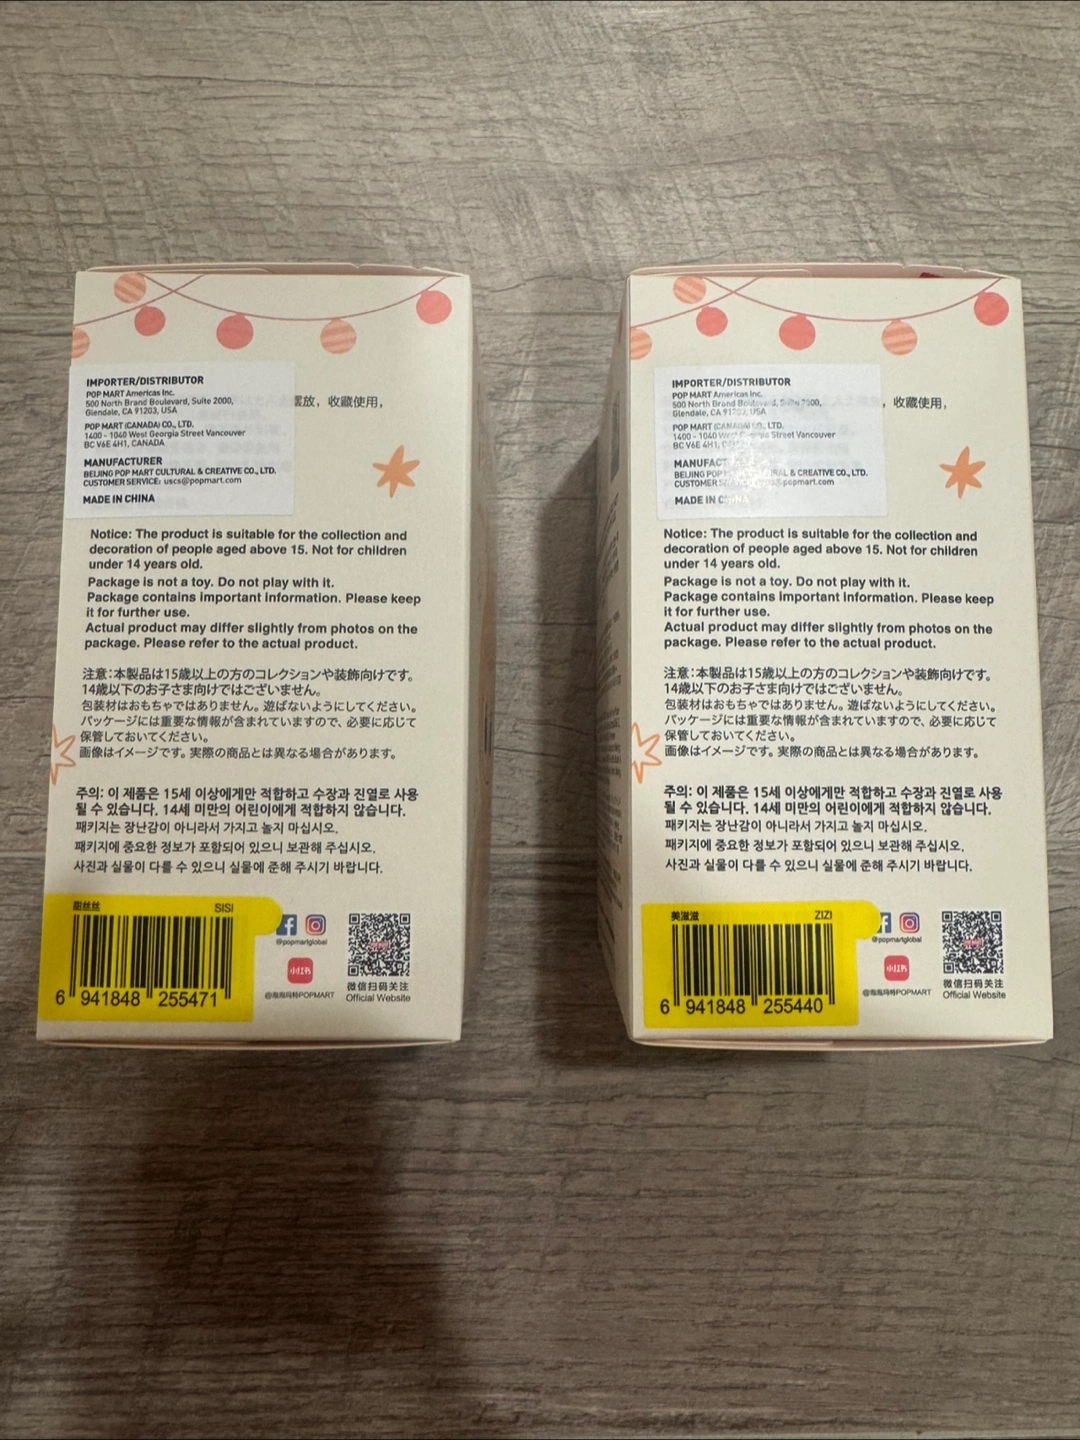 IMPORTER/DISTRIBUTOR
POP MART Americas Inc.
500 North Brand Boulevard, Suite 2000,
Glendale, CA 91203, USA
POP MART (CANADA) CO., LTD.
1400 - 1040 West Georgia Street Vancouver
BC V6E 4H1, CANADA
MANUFACTURER
BEIJING POP MART CULTURAL & CREATIVE CO., LTD.
CUSTOMER SERVICE: uscs@popmart.com
MADE IN CHINA
摆放，收藏使用，
Notice: The product is suitable for the collection and
decoration of people aged above 15. Not for children
under 14 years old.
Package is not a toy. Do not play with it.
Package contains important information. Please keep
it for further use.
Actual product may differ slightly from photos on the
package. Please refer to the actual product.
注意：本製品は15歳以上の方のコレクションや装飾向けです。
14歳以下のお子さま向けではございません。
包装材はおもちゃではありません。遊ばないようにしてください。
パッケージには重要な情報が含まれていますので、必要に応じて
保管しておいてください。
画像はイメージです。実際の商品とは異なる場合があります。
주의: 이 제품은 15세 이상에게만 적합하고 수장과 진열로 사용
될 수 있습니다. 14세 미만의 어린이에게 적합하지 않습니다.
패키지는 장난감이 아니라서 가지고 놀지 마십시오.
패키지에 중요한 정보가 포함되어 있으니 보관해 주십시오.
사진과 실물이 다를 수 있으니 실물에 준해 주시기 바랍니다.
甜丝丝 SISI
6 941848 255471
@popmartglobal
小红书
@泡泡玛特POPMART
微信扫码关注
Official Website
IMPORTER/DISTRIBUTOR
POP MART Americas Inc.
500 North Brand Boulevard, Suite 2000,
Glendale, CA 91203, USA
POP MART (CANADA) CO., LTD.
1400 - 1040 West Georgia Street Vancouver
BC V6E 4H1,
BEIJING POP CULTURAL & CREATIVE CO., LTD.
CUSTOMER
MADE IN CHINA
，收藏使用，
Notice: The product is suitable for the collection and
decoration of people aged above 15. Not for children
under 14 years old.
Package is not a toy. Do not play with it.
Package contains important information. Please keep
it for further use.
Actual product may differ slightly from photos on the
package. Please refer to the actual product.
注意：本製品は15歳以上の方のコレクションや装飾向けです。
14歳以下のお子さま向けではございません。
包装材はおもちゃではありません。遊ばないようにしてください。
パッケージには重要な情報が含まれていますので、必要に応じて
保管しておいてください。
画像はイメージです。実際の商品とは異なる場合があります。
주의: 이 제품은 15세 이상에게만 적합하고 수장과 진열로 사용
될 수 있습니다. 14세 미만의 어린이에게 적합하지 않습니다.
패키지는 장난감이 아니라서 가지고 놀지 마십시오.
패키지에 중요한 정보가 포함되어 있으니 보관해 주십시오.
사진과 실물이 다를 수 있으니 실물에 준해 주시기 바랍니다.
美滋滋 ZIZI
6 941848 255440
@popmartglobal
小红书
@泡泡玛特POPMART
微信扫码关注
Official Website